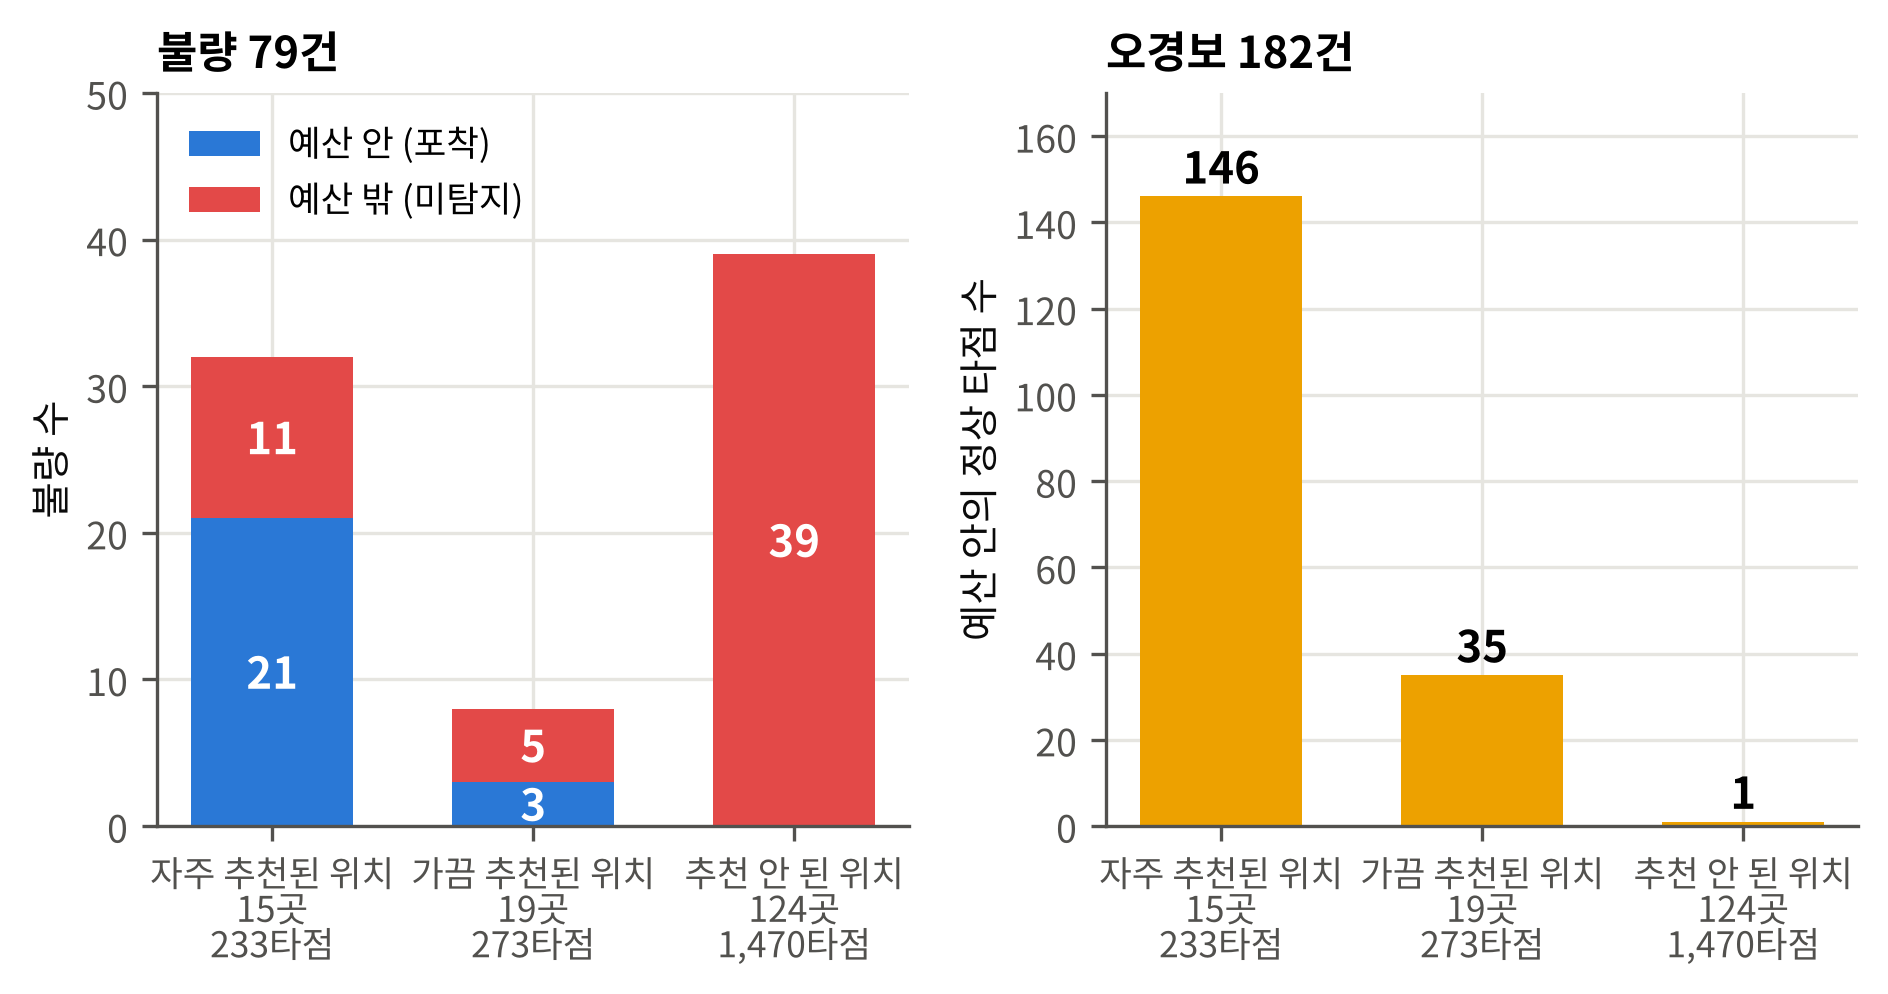 불량 79건
불량 수
50
40
30
20
10
0
예산 안 (포착)
예산 밖 (미탐지)
11
21
5
3
39
자주 추천된 위치
15곳
233타점
가끔 추천된 위치
19곳
273타점
추천 안 된 위치
124곳
1,470타점
오경보 182건
예산 안의 정상 타점 수
160
140
120
100
80
60
40
20
0
146
35
1
자주 추천된 위치
15곳
233타점
가끔 추천된 위치
19곳
273타점
추천 안 된 위치
124곳
1,470타점